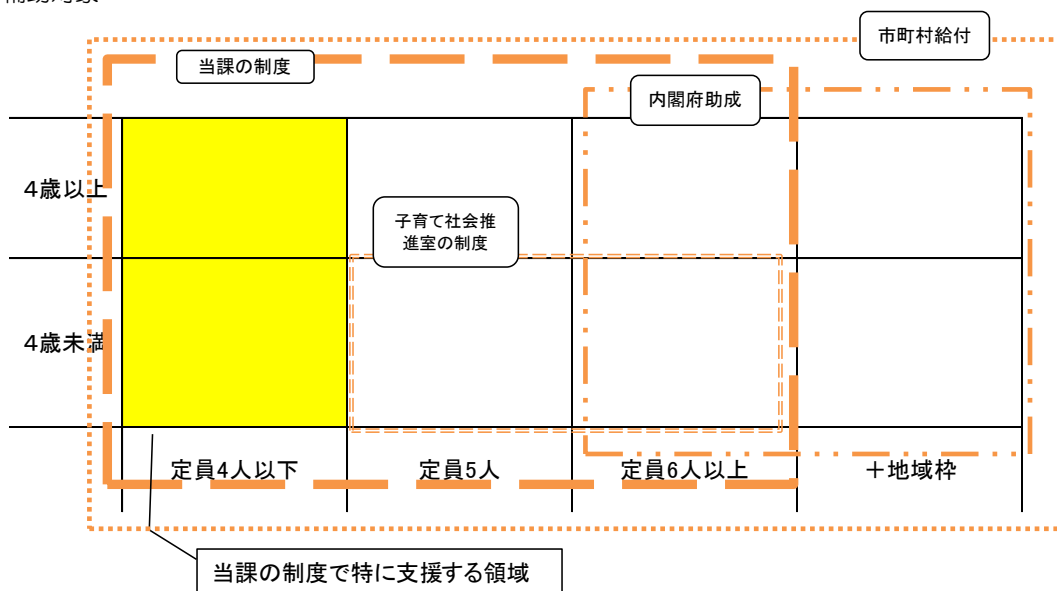 市町村給付
当課の制度
内閣府助成
4歳以上
子育て社会推
進室の制度
4歳未満
定員4人以下
定員5人
定員6人以上
＋地域枠
当課の制度で特に支援する領域